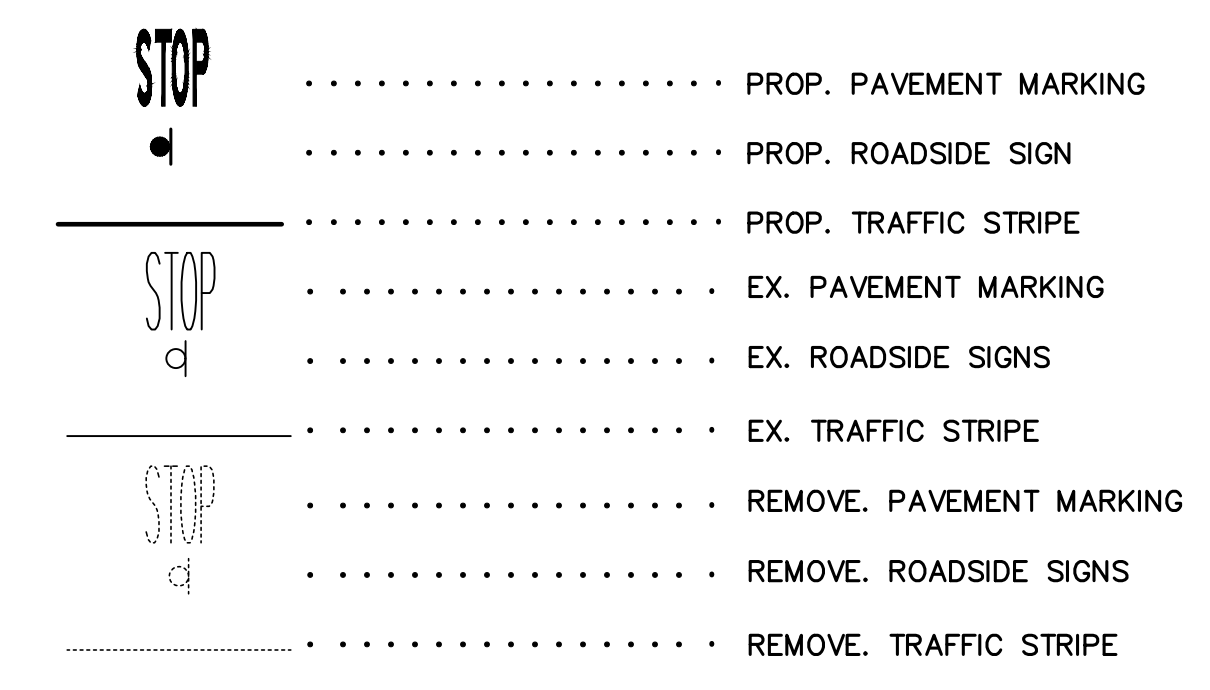 STOP . . . . . . . . . . . . . . . . . . PROP. PAVEMENT MARKING
. . . . . . . . . . . . . . . . . . PROP. ROADSIDE SIGN
. . . . . . . . . . . . . . . . . . PROP. TRAFFIC STRIPE
STOP . . . . . . . . . . . . . . . . . EX. PAVEMENT MARKING
. . . . . . . . . . . . . . . . . EX. ROADSIDE SIGNS
. . . . . . . . . . . . . . . . . EX. TRAFFIC STRIPE
STOP . . . . . . . . . . . . . . . . . REMOVE. PAVEMENT MARKING
. . . . . . . . . . . . . . . . . REMOVE. ROADSIDE SIGNS
. . . . . . . . . . . . . . . . . REMOVE. TRAFFIC STRIPE